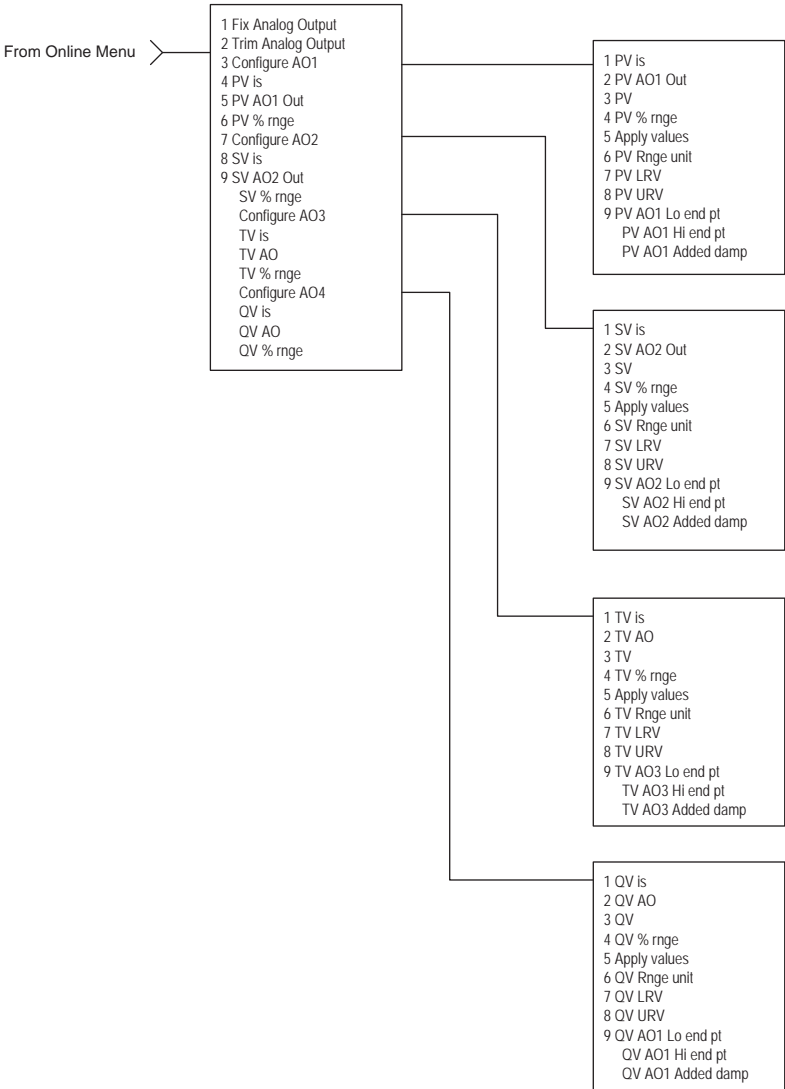 From Online Menu
1 Fix Analog Output
2 Trim Analog Output
3 Configure AO1
4 PV is
5 PV AO1 Out
6 PV % rnge
7 Configure AO2
8 SV is
9 SV AO2 Out
SV % rnge
Configure AO3
TV is
TV AO
TV % rnge
Configure AO4
QV is
QV AO
QV % rnge
1 PV is
2 PV AO1 Out
3 PV
4 PV % rnge
5 Apply values
6 PV Rnge unit
7 PV LRV
8 PV URV
9 PV AO1 Lo end pt
PV AO1 Hi end pt
PV AO1 Added damp
1 SV is
2 SV AO2 Out
3 SV
4 SV % rnge
5 Apply values
6 SV Rnge unit
7 SV LRV
8 SV URV
9 SV AO2 Lo end pt
SV AO2 Hi end pt
SV AO2 Added damp
1 TV is
2 TV AO
3 TV
4 TV % rnge
5 Apply values
6 TV Rnge unit
7 TV LRV
8 TV URV
9 TV AO3 Lo end pt
TV AO3 Hi end pt
TV AO3 Added damp
1 QV is
2 QV AO
3 QV
4 QV % rnge
5 Apply values
6 QV Rnge unit
7 QV LRV
8 QV URV
9 QV AO1 Lo end pt
QV AO1 Hi end pt
QV AO1 Added damp